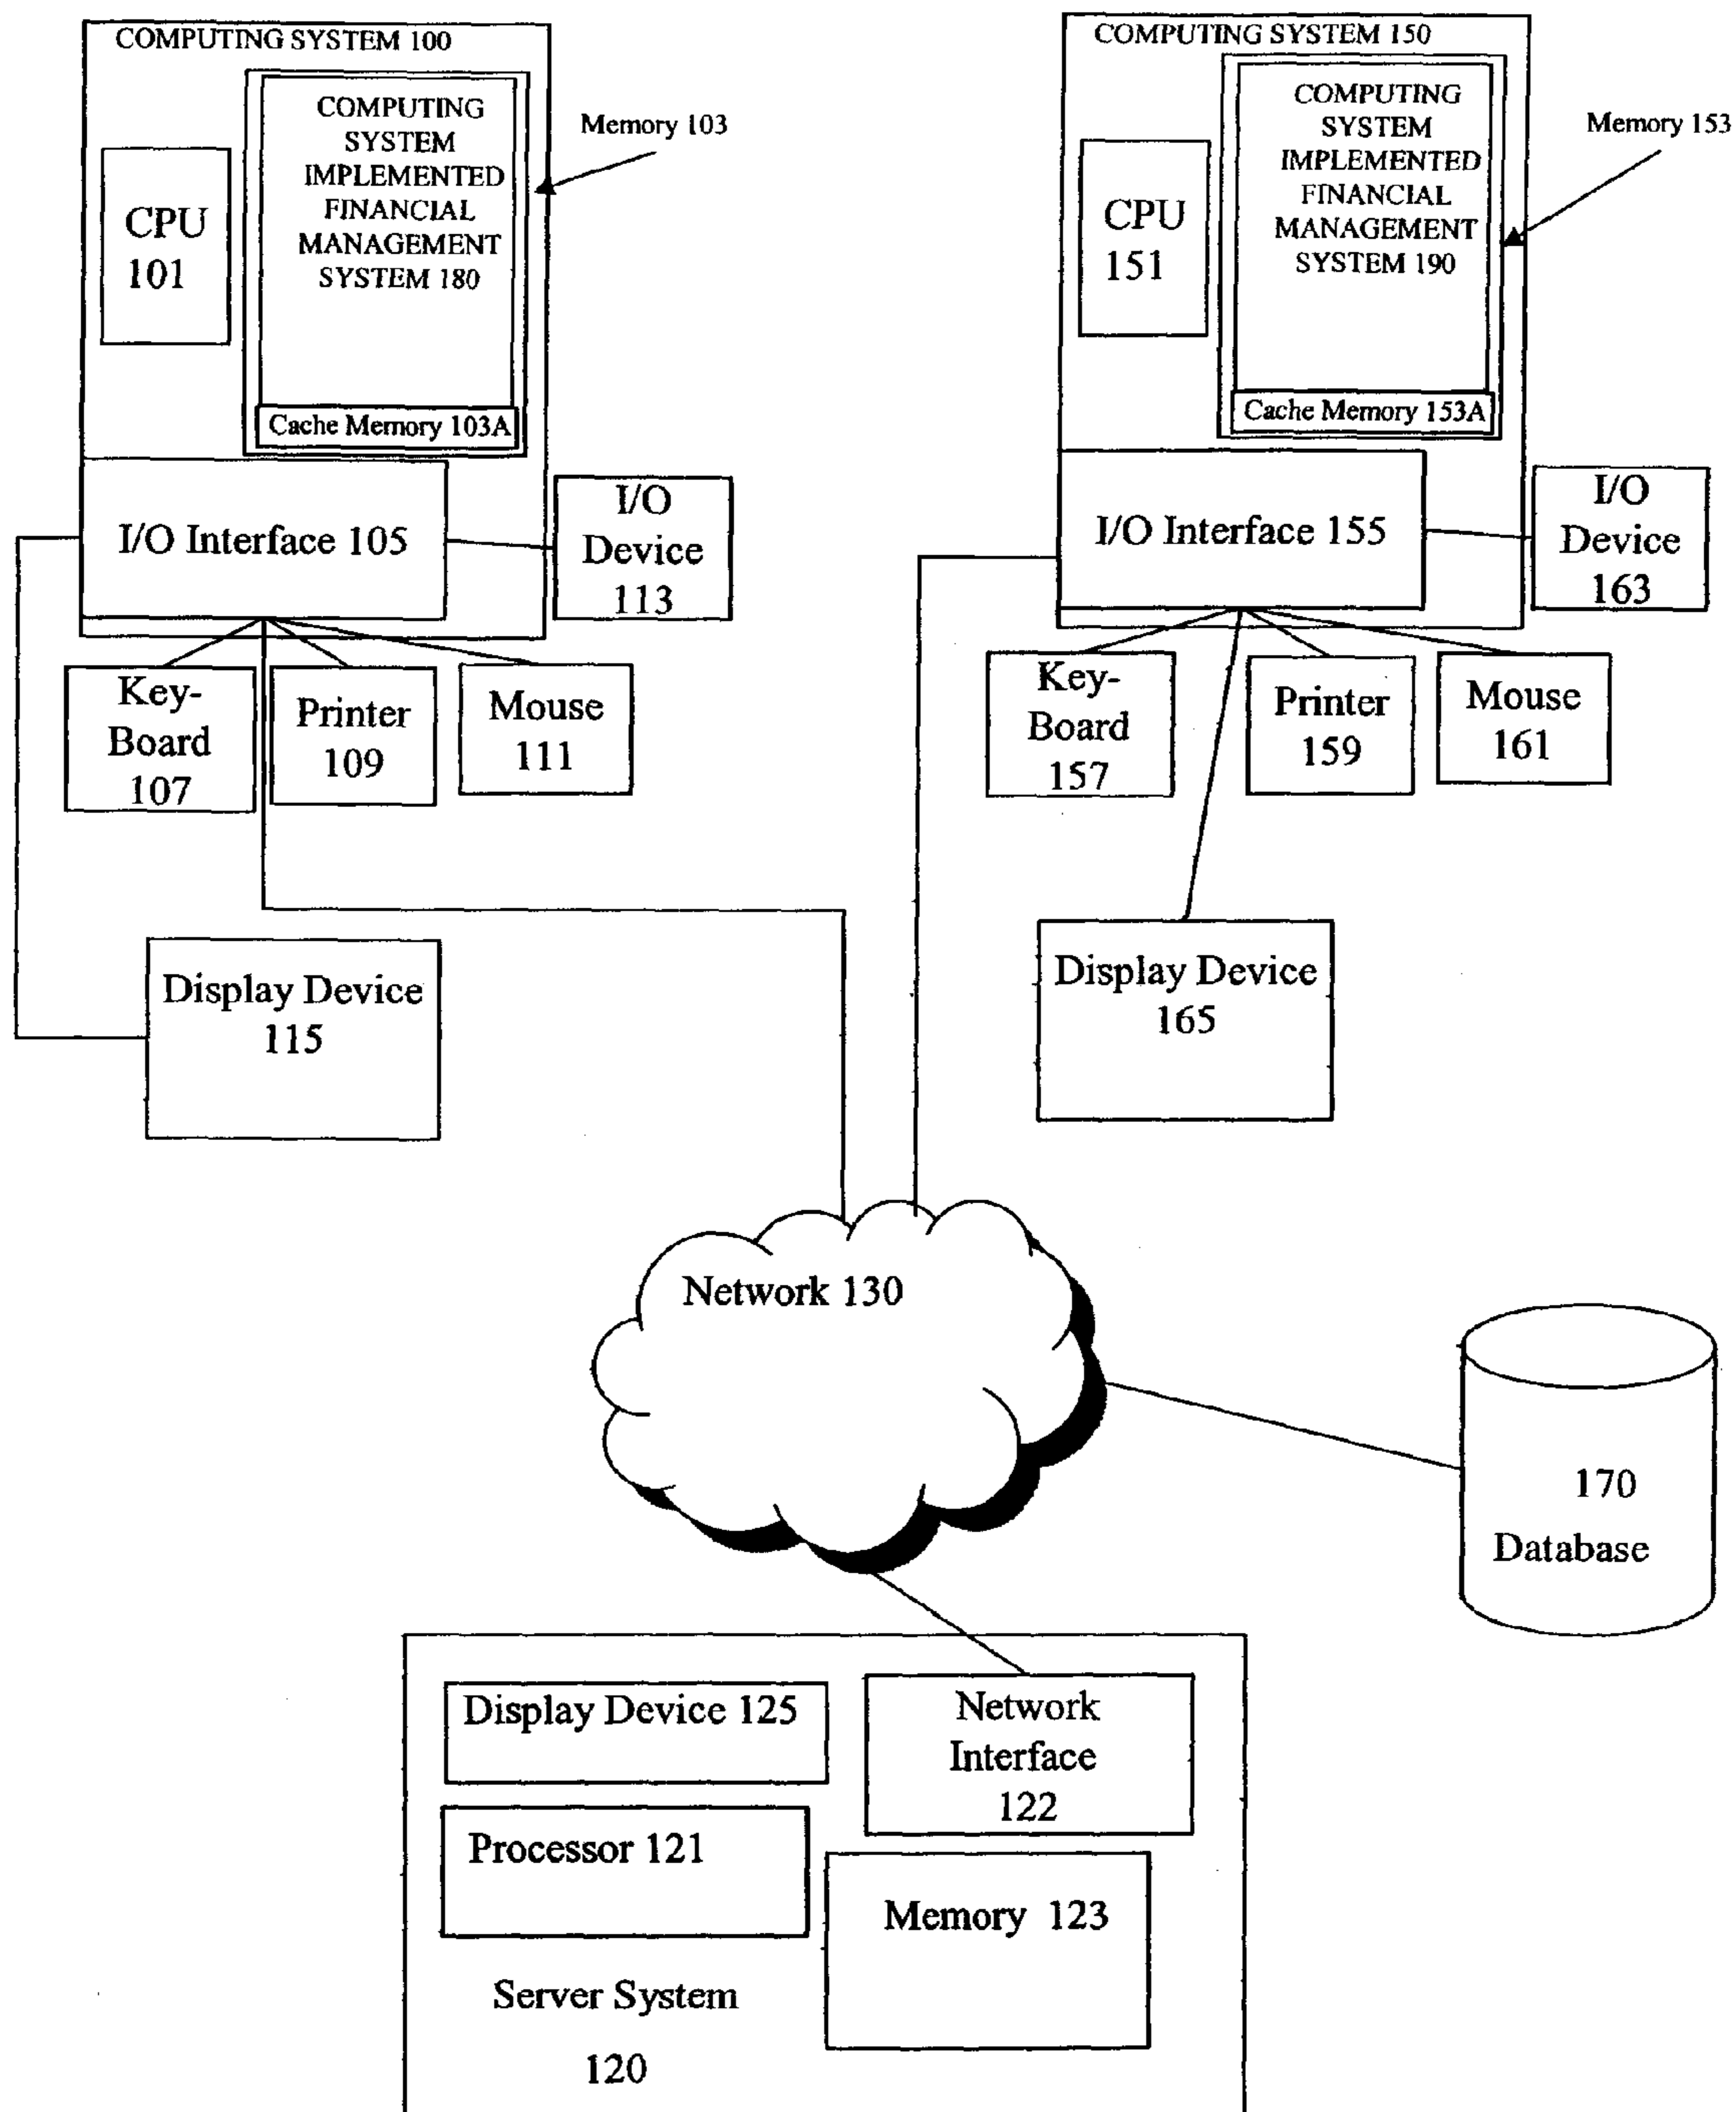 COMPUTING SYSTEM 100
COMPUTING
SYSTEM
IMPLEMENTED
FINANCIAL
MANAGEMENT
SYSTEM 180
Memory 103
CPU
101
Cache Memory 103A
I/O Interface 105
I/O
Device
113
Key-
Board
107
Printer
109
Mouse
111
Display Device
115
COMPUTING SYSTEM 150
COMPUTING
SYSTEM
IMPLEMENTED
FINANCIAL
MANAGEMENT
SYSTEM 190
Memory 153
CPU
151
Cache Memory 153A
I/O Interface 155
I/O
Device
163
Key-
Board
157
Printer
159
Mouse
161
Display Device
165
Network 130
170
Database
Display Device 125
Network
Interface
122
Processor 121
Memory 123
Server System
120